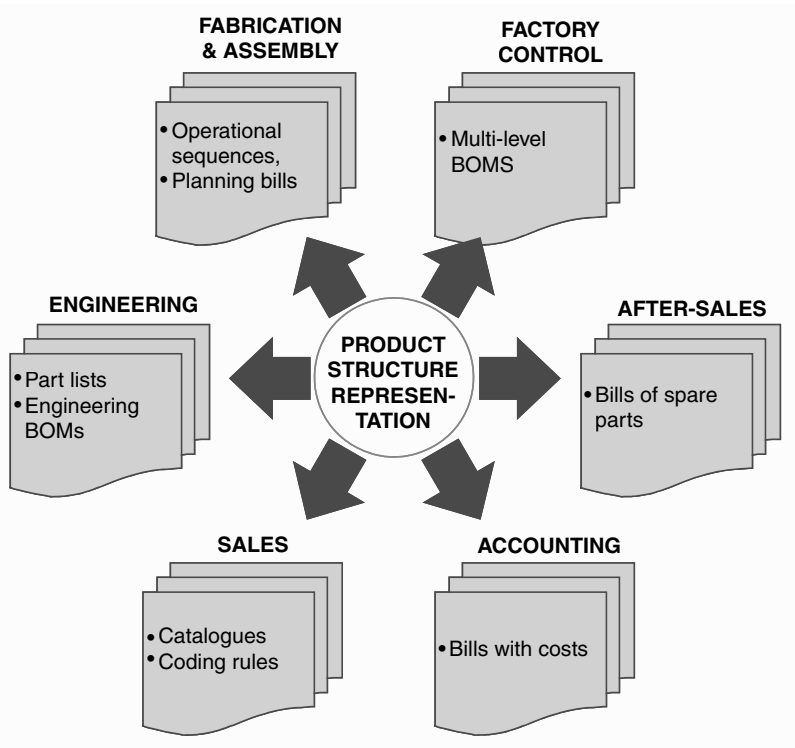 FABRICATION
& ASSEMBLY
• Operational
sequences,
• Planning bills
FACTORY
CONTROL
• Multi-level
BOMS
ENGINEERING
• Part lists
• Engineering
BOMs
PRODUCT
STRUCTURE
REPRESEN-
TATION
AFTER-SALES
• Bills of spare
parts
SALES
• Catalogues
• Coding rules
ACCOUNTING
• Bills with costs